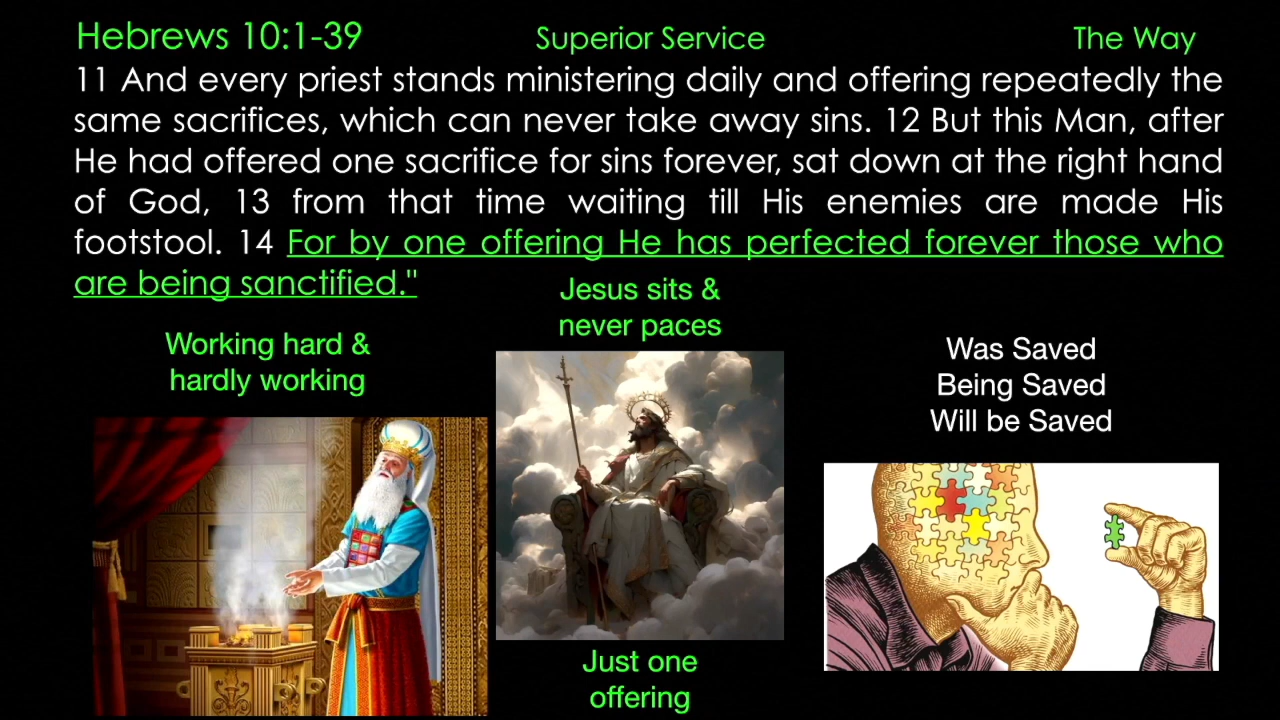 Hebrews 10:1-39 Superior Service The Way
11 And every priest stands ministering daily and offering repeatedly the
same sacrifices, which can never take away sins. 12 But this Man, after
He had offered one sacrifice for sins forever, sat down at the right hand
of God, 13 from that time waiting till His enemies are made His
footstool. 14 For by one offering He has perfected forever those who
are being sanctified."
Jesus sits &
never paces
Working hard &
hardly working
Was Saved
Being Saved
Will be Saved
Just one
offering